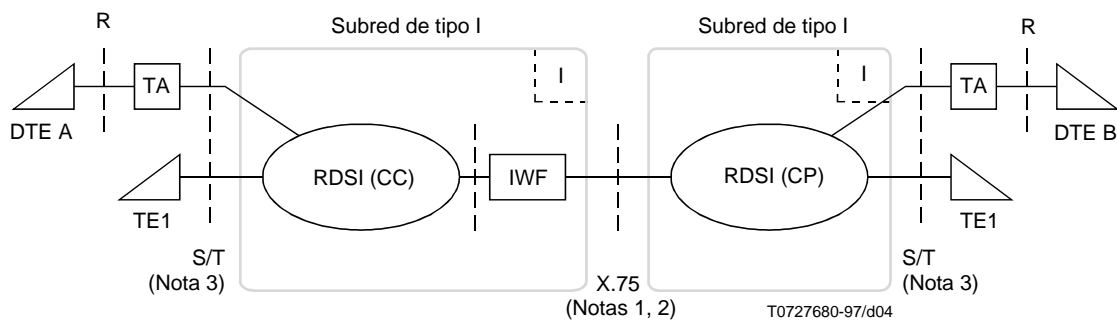 Subred de tipo I
Subred de tipo I
R
R
I
I
TA
TA
DTE A
DTE B
RDSI (CC)
IWF
RDSI (CP)
TE1
TE1
S/T
(Nota 3)
X.75
(Notas 1, 2)
S/T
(Nota 3)
T0727680-97/d04